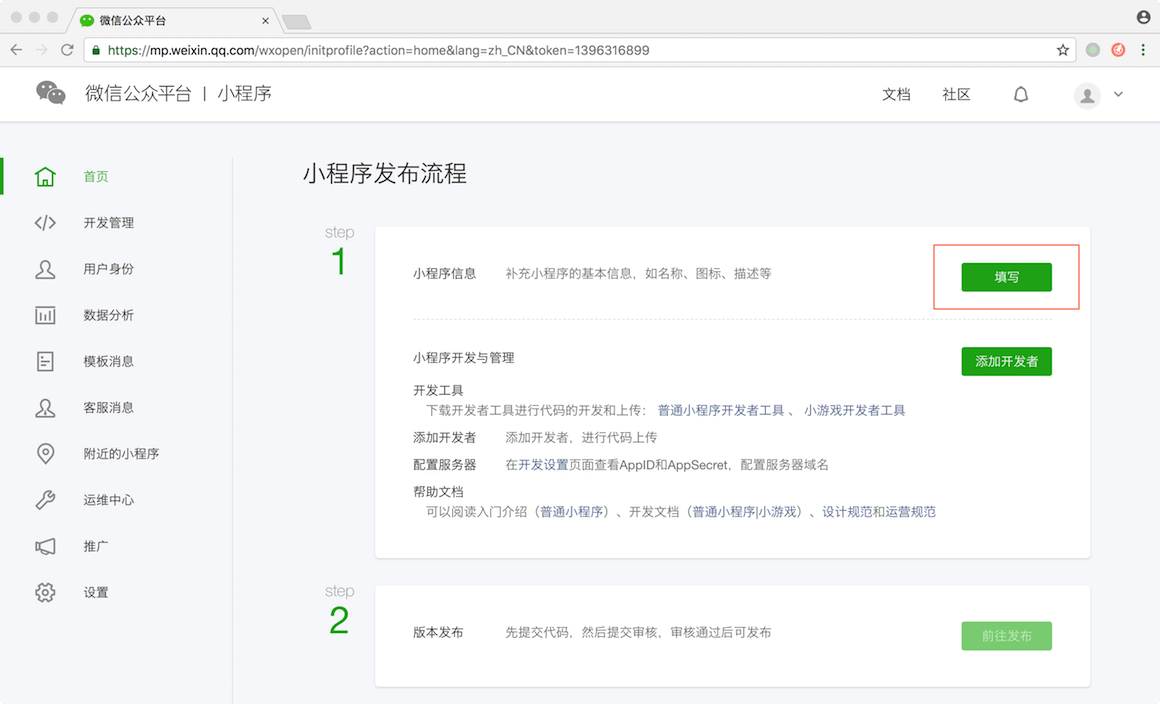 微信公众平台
https://mp.weixin.qq.com/wxopen/initprofile?action=home&lang=zh_CN&token=1396316899
微信公众平台 | 小程序
文档 社区
首页
开发管理
用户身份
数据分析
模板消息
客服消息
附近的小程序
运维中心
推广
设置
小程序发布流程
step
1
小程序信息 补充小程序的基本信息，如名称、图标、描述等 填写
小程序开发与管理 添加开发者
开发工具
下载开发者工具进行代码的开发和上传： 普通小程序开发者工具 、 小游戏开发者工具
添加开发者 添加开发者，进行代码上传
配置服务器 在开发设置页面查看AppID和AppSecret，配置服务器域名
帮助文档
可以阅读入门介绍（普通小程序）、开发文档（普通小程序|小游戏）、设计规范和运营规范
step
2
版本发布 先提交代码，然后提交审核，审核通过后可发布 前往发布